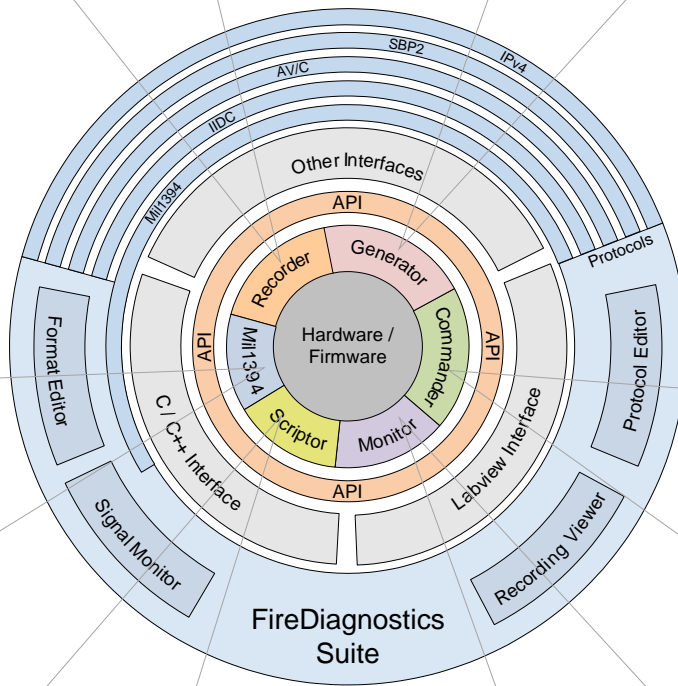 IPv4
SBP2
AV/C
IIDC
Mil1394
Protocols
Other Interfaces
API
Recorder
Generator
Hardware /
Firmware
Mil1394
Commander
Scriptor
Monitor
API
API
API
C / C++ Interface
Labview Interface
Format Editor
Protocol Editor
Signal Monitor
Recording Viewer
FireDiagnostics
Suite